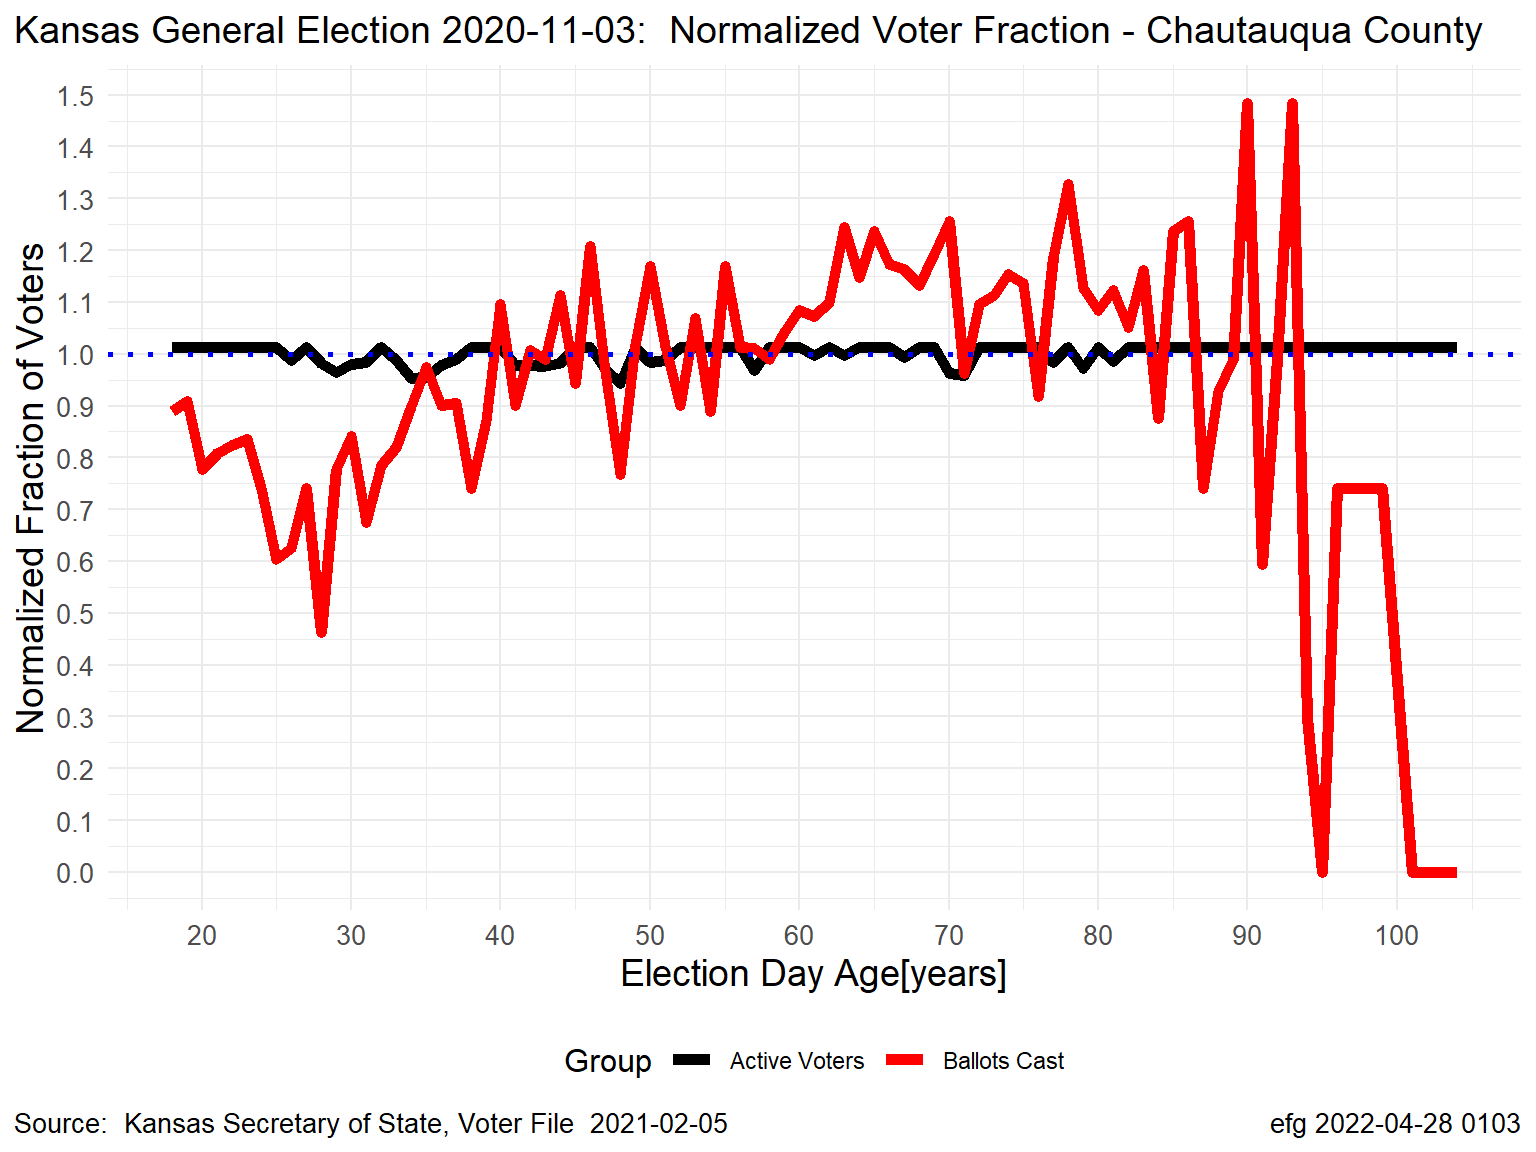 Kansas General Election 2020-11-03:  Normalized Voter Fraction - Chautauqua County
Normalized Fraction of Voters
1.5
1.4
1.3
1.2
1.1
1.0
0.9
0.8
0.7
0.6
0.5
0.4
0.3
0.2
0.1
0.0
20 30 40 50 60 70 80 90 100
Election Day Age[years]
Group Active Voters Ballots Cast
Source:  Kansas Secretary of State, Voter File  2021-02-05
efg 2022-04-28 0103